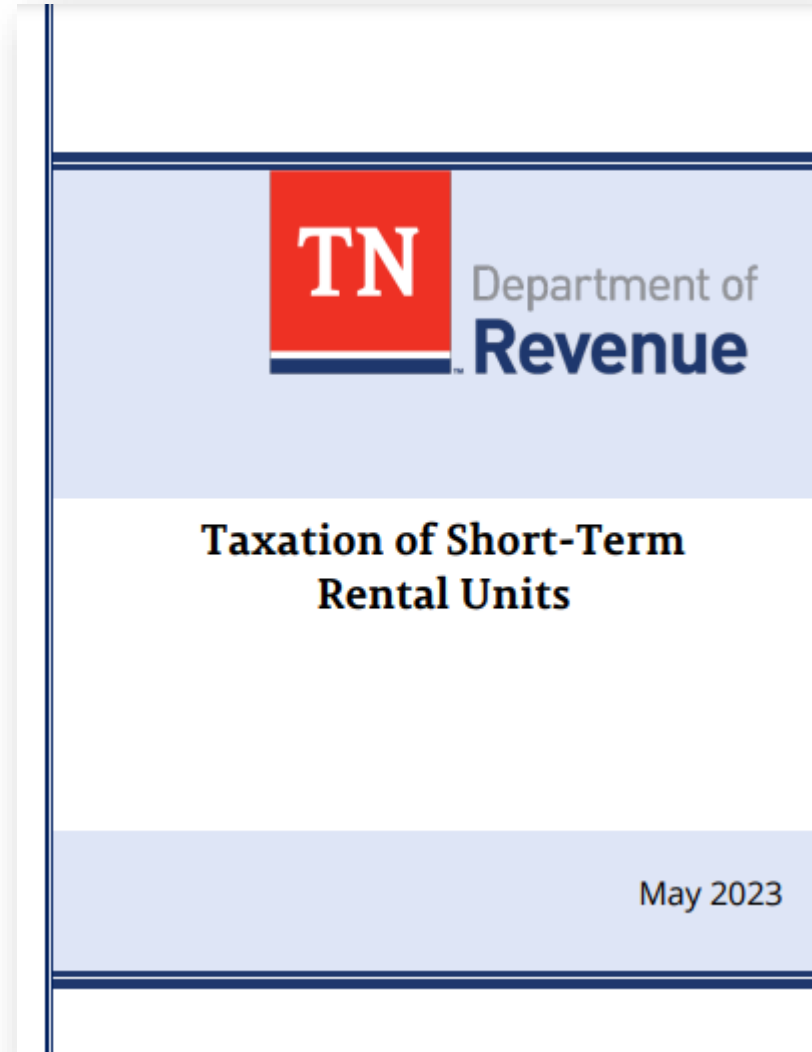 TN
Department of
Revenue
Taxation of Short-Term
Rental Units
May 2023